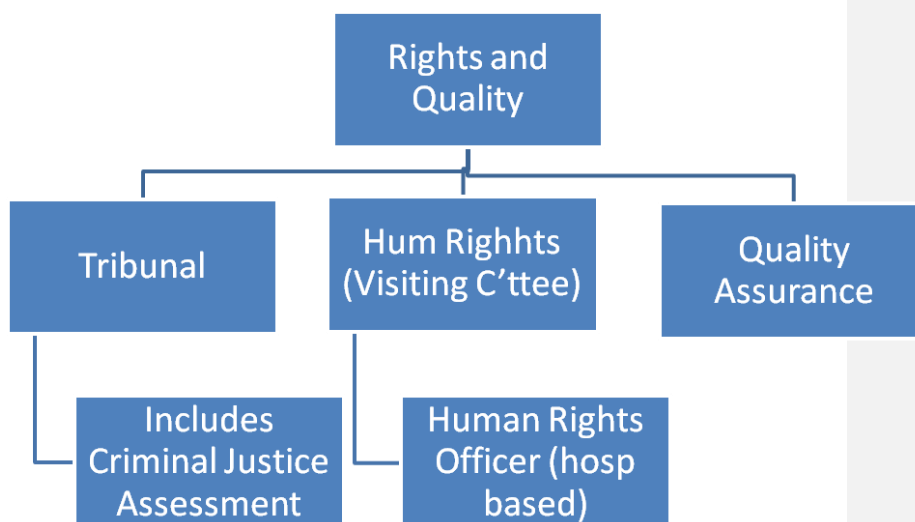 Rights and
Quality
Tribunal
Hum Righhts
(Visiting C'ttee)
Quality
Assurance
Includes
Criminal Justice
Assessment
Human Rights
Officer (hosp
based)